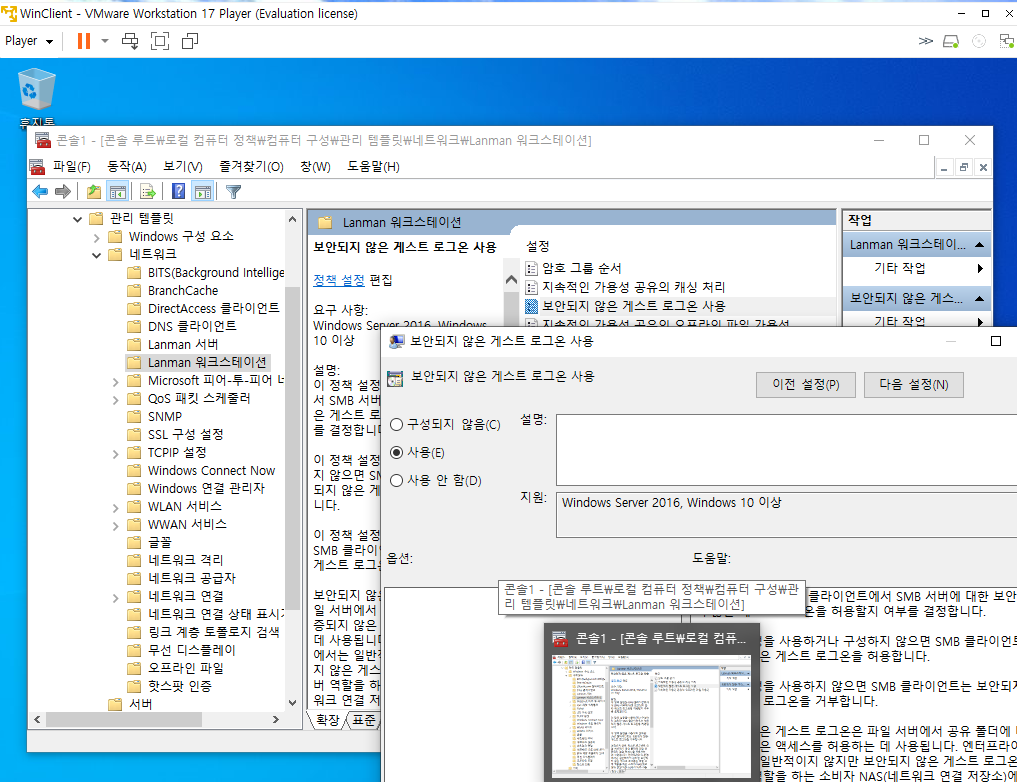 WinClient - VMware Workstation 17 Player (Evaluation license)
Player
휴지통
콘솔1 - [콘솔 루트₩로컬 컴퓨터 정책₩컴퓨터 구성₩관리 템플릿₩네트워크₩Lanman 워크스테이션]
파일(F) 동작(A) 보기(V) 즐겨찾기(O) 창(W) 도움말(H)
관리 템플릿
Windows 구성 요소
네트워크
BITS(Background Intellige
BranchCache
DirectAccess 클라이언트
DNS 클라이언트
Lanman 서버
Lanman 워크스테이션
Microsoft 피어-투-피어 네
QoS 패킷 스케줄러
SNMP
SSL 구성 설정
TCPIP 설정
Windows Connect Now
Windows 연결 관리자
WLAN 서비스
WWAN 서비스
글꼴
네트워크 격리
네트워크 공급자
네트워크 연결
네트워크 연결 상태 표시
링크 계층 토폴로지 검색
무선 디스플레이
오프라인 파일
핫스팟 인증
서버
Lanman 워크스테이션
보안되지 않은 게스트 로그온 사용
정책 설정 편집
요구 사항:
Windows Server 2016, Windows
10 이상
설명:
이 정책 설정
서 SMB 서버
은 게스트 로
를 결정합니
이 정책 설정
지 않으면 SM
되지 않은 게
니다.
이 정책 설정
SMB 클라이언
게스트 로그온
보안되지 않은
일 서버에서
증되지 않은
데 사용됩니
에서는 일반적
지 않은 게스
버 역할을 하
워크 연결 저
설정
암호 그룹 순서
지속적인 가용성 공유의 캐싱 처리
보안되지 않은 게스트 로그온 사용
지속적인 가용성 공유의 오프라인 파일 가용성
확장 표준
작업
Lanman 워크스테이...
기타 작업
보안되지 않은 게스...
기타 작업
보안되지 않은 게스트 로그온 사용
보안되지 않은 게스트 로그온 사용
이전 설정(P) 다음 설정(N)
구성되지 않음(C)
사용(E)
사용 안 함(D)
설명:
지원:
Windows Server 2016, Windows 10 이상
옵션:
도움말:
클라이언트에서 SMB 서버에 대한 보안
온을 허용할지 여부를 결정합니다.
을 사용하거나 구성하지 않으면 SMB 클라이언트
은 게스트 로그온을 허용합니다.
을 사용하지 않으면 SMB 클라이언트는 보안되지
로그온을 거부합니다.
은 게스트 로그온은 파일 서버에서 공유 폴더에
은 액세스를 허용하는 데 사용됩니다. 엔터프라이
일반적이지 않지만 보안되지 않은 게스트 로그온
역할을 하는 소비자 NAS(네트워크 연결 저장소)에
콘솔1 - [콘솔 루트₩로컬 컴퓨터 정책₩컴퓨터 구성₩관
리 템플릿₩네트워크₩Lanman 워크스테이션]
콘솔1 - [콘솔 루트₩로컬 컴퓨...